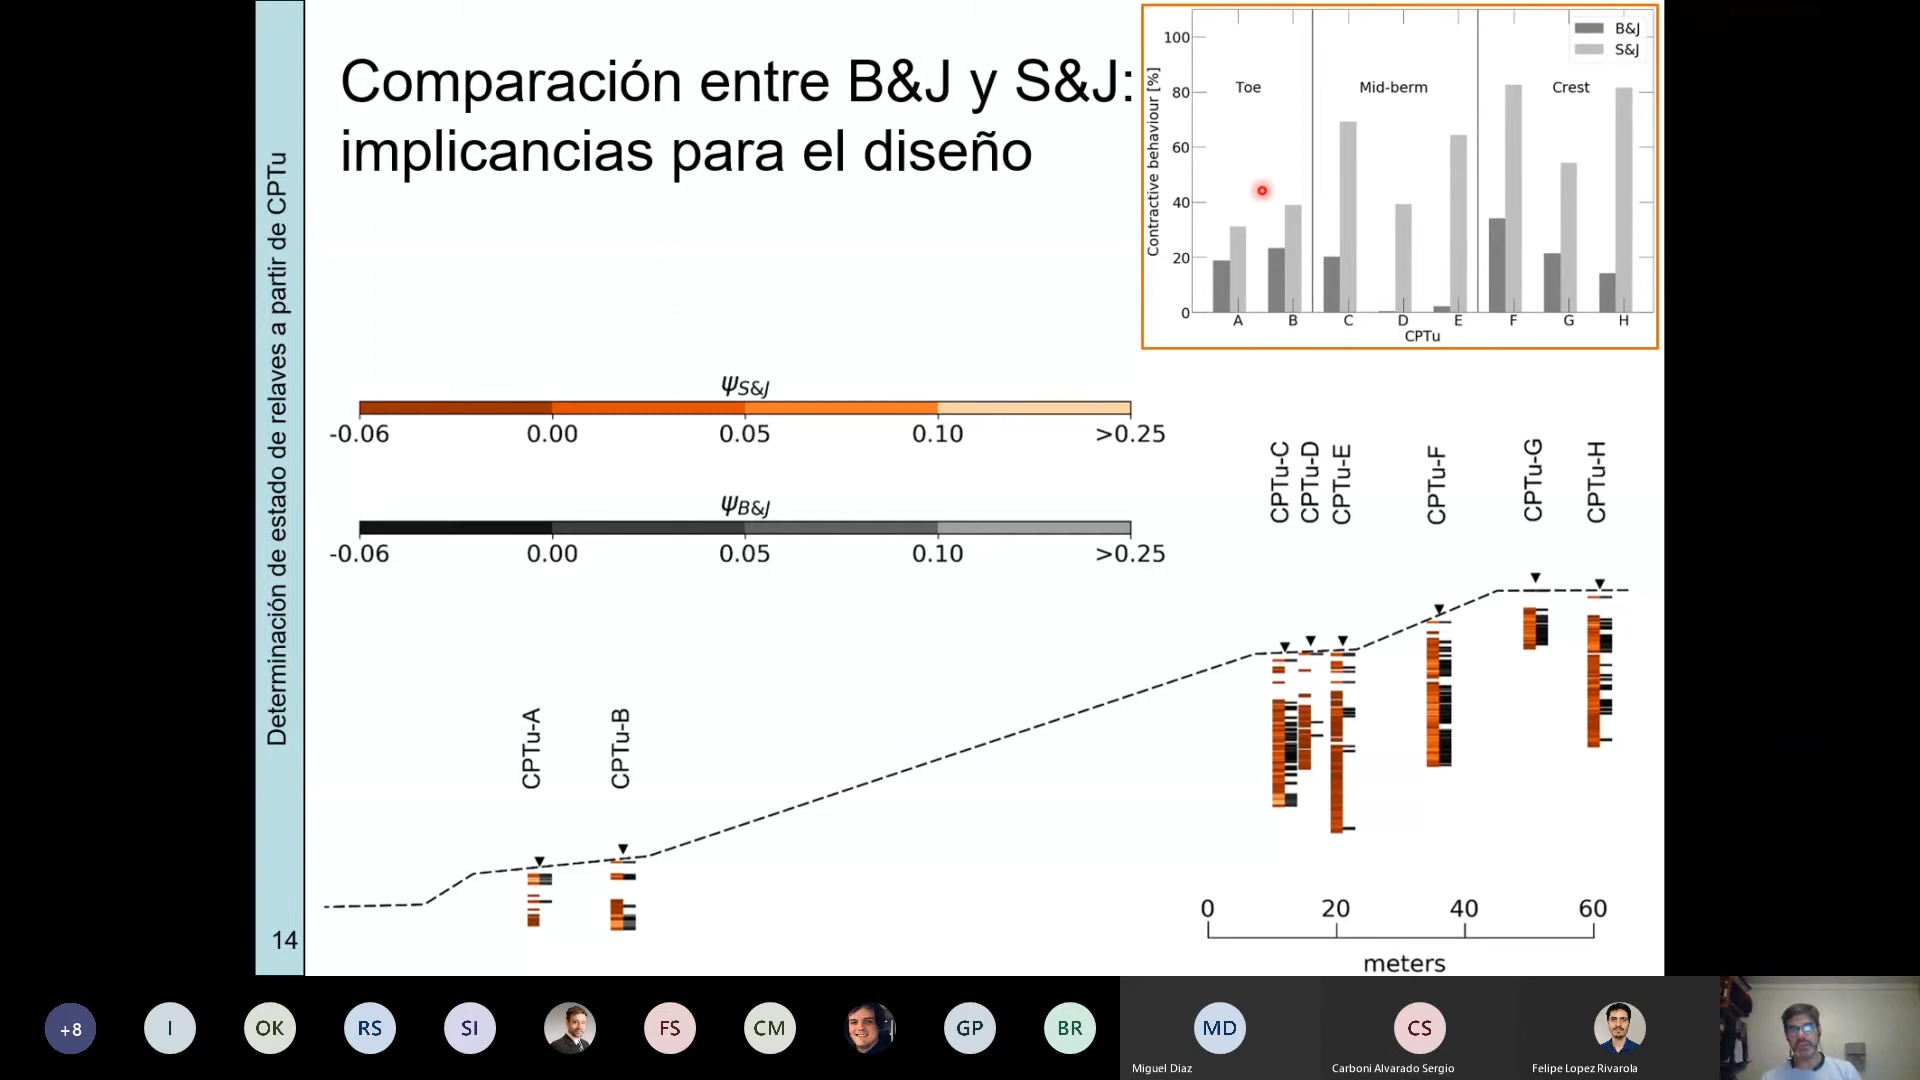 Determinación de estado de relaves a partir de CPTu
14
Comparación entre B&J y S&J:
implicancias para el diseño
B&J
S&J
Contractive behaviour [%]
100
80
60
40
20
0
Toe
Mid-berm
Crest
A B C D E F G H
CPTu
ψS&J
-0.06 0.00 0.05 0.10 >0.25
ψB&J
-0.06 0.00 0.05 0.10 >0.25
CPTu-A
CPTu-B
CPTu-C
CPTu-D
CPTu-E
CPTu-F
CPTu-G
CPTu-H
0 20 40 60
meters
+8
I
OK
RS
SI
FS
CM
GP
BR
MD
Miguel Diaz
CS
Carboni Alvarado Sergio
Felipe Lopez Rivarola